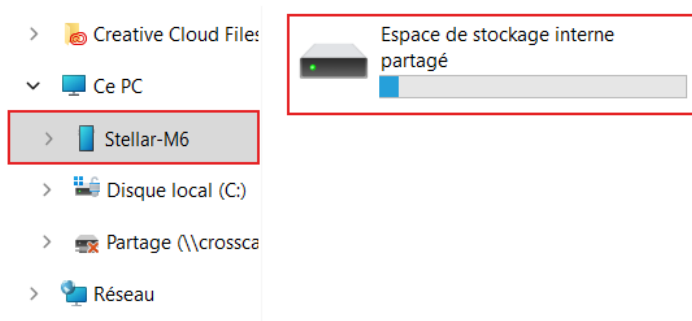 Creative Cloud Files
Ce PC
Stellar-M6
Disque local (C:)
Partage (\\crossca
Réseau
Espace de stockage interne
partagé